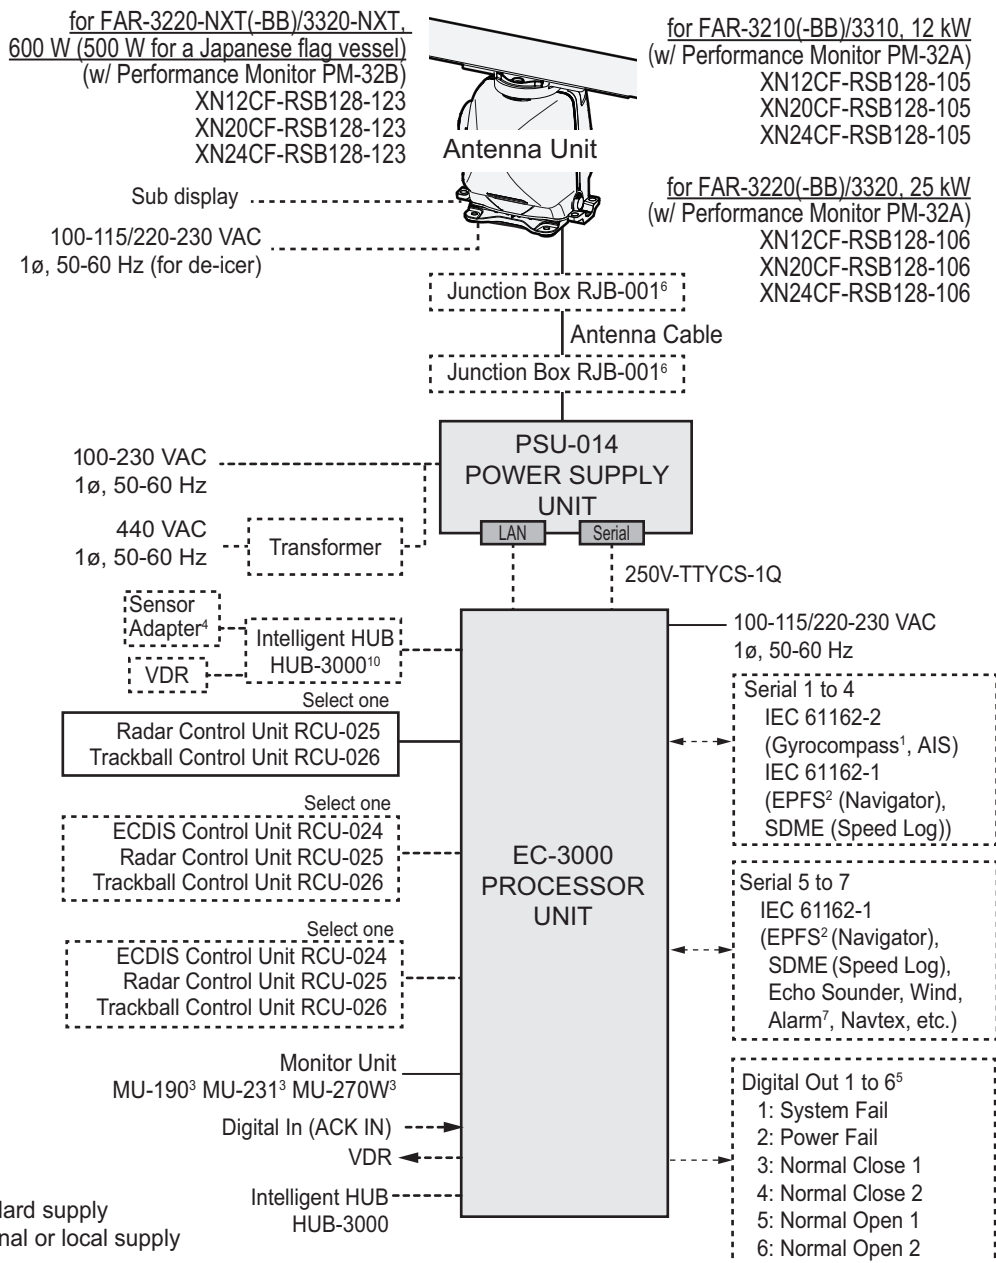 for FAR-3220-NXT(-BB)/3320-NXT,
600 W (500 W for a Japanese flag vessel)
(w/ Performance Monitor PM-32B)
XN12CF-RSB128-123
XN20CF-RSB128-123
XN24CF-RSB128-123
for FAR-3210(-BB)/3310, 12 kW
(w/ Performance Monitor PM-32A)
XN12CF-RSB128-105
XN20CF-RSB128-105
XN24CF-RSB128-105
Antenna Unit
for FAR-3220(-BB)/3320, 25 kW
(w/ Performance Monitor PM-32A)
XN12CF-RSB128-106
XN20CF-RSB128-106
XN24CF-RSB128-106
Sub display
100-115/220-230 VAC
1ø, 50-60 Hz (for de-icer)
Junction Box RJB-001⁶
Antenna Cable
Junction Box RJB-001⁶
PSU-014
POWER SUPPLY
UNIT
LAN
Serial
100-230 VAC
1ø, 50-60 Hz
440 VAC
1ø, 50-60 Hz
Transformer
250V-TTYCS-1Q
Sensor
Adapter⁴
VDR
Intelligent HUB
HUB-3000¹⁰
100-115/220-230 VAC
1ø, 50-60 Hz
Select one
Radar Control Unit RCU-025
Trackball Control Unit RCU-026
Select one
ECDIS Control Unit RCU-024
Radar Control Unit RCU-025
Trackball Control Unit RCU-026
Select one
ECDIS Control Unit RCU-024
Radar Control Unit RCU-025
Trackball Control Unit RCU-026
EC-3000
PROCESSOR
UNIT
Serial 1 to 4
IEC 61162-2
(Gyrocompass¹, AIS)
IEC 61162-1
(EPFS² (Navigator),
SDME (Speed Log))
Serial 5 to 7
IEC 61162-1
(EPFS² (Navigator),
SDME (Speed Log),
Echo Sounder, Wind,
Alarm⁷, Navtex, etc.)
Monitor Unit
MU-190³ MU-231³ MU-270W³
Digital In (ACK IN)
VDR
Intelligent HUB
HUB-3000
Digital Out 1 to 6⁵
1: System Fail
2: Power Fail
3: Normal Close 1
4: Normal Close 2
5: Normal Open 1
6: Normal Open 2
lard supply
nal or local supply